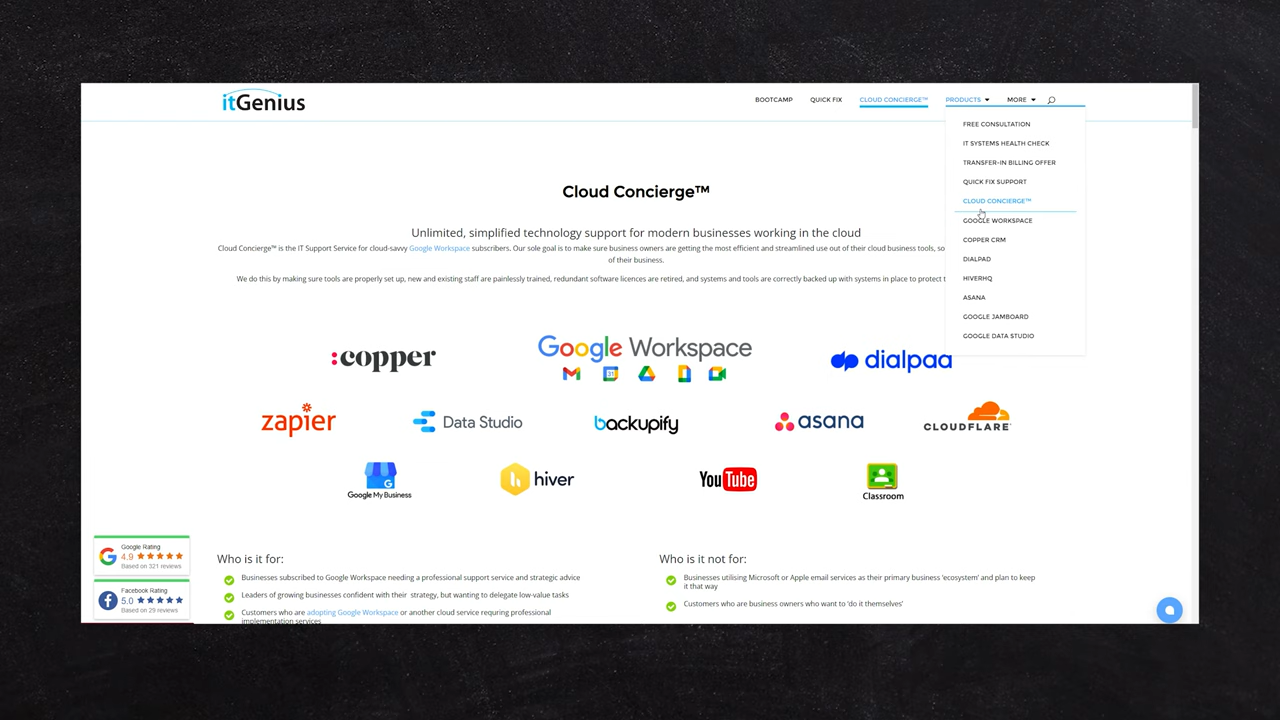 itGenius
BOOTCAMP
QUICK FIX
CLOUD CONCIERGE™
PRODUCTS
MORE
FREE CONSULTATION
IT SYSTEMS HEALTH CHECK
TRANSFER-IN BILLING OFFER
QUICK FIX SUPPORT
CLOUD CONCIERGE™
GOOGLE WORKSPACE
COPPER CRM
DIALPAD
HIVERHQ
ASANA
GOOGLE JAMBOARD
GOOGLE DATA STUDIO
Cloud Concierge™
Unlimited, simplified technology support for modern businesses working in the cloud
Cloud Concierge™ is the IT Support Service for cloud-savvy Google Workspace subscribers. Our sole goal is to make sure business owners are getting the most efficient and streamlined use out of their cloud business tools, so
of their business.
We do this by making sure tools are properly set up, new and existing staff are painlessly trained, redundant software licences are retired, and systems and tools are correctly backed up with systems in place to protect
copper
Google Workspace
31
dialpad
zapier
Data Studio
backupify
asana
CLOUDFLARE
Google My Business
hiver
YouTube
Classroom
Google Rating
4.9
Based on 321 reviews
Facebook Rating
5.0
Based on 29 reviews
Who is it for:
Businesses subscribed to Google Workspace needing a professional support service and strategic advice
Leaders of growing businesses confident with their strategy, but wanting to delegate low-value tasks
Customers who are adopting Google Workspace or another cloud service requring professional
implementation services
Who is it not for:
Businesses utilising Microsoft or Apple email services as their primary business 'ecosystem' and plan to keep
it that way
Customers who are business owners who want to 'do it themselves'